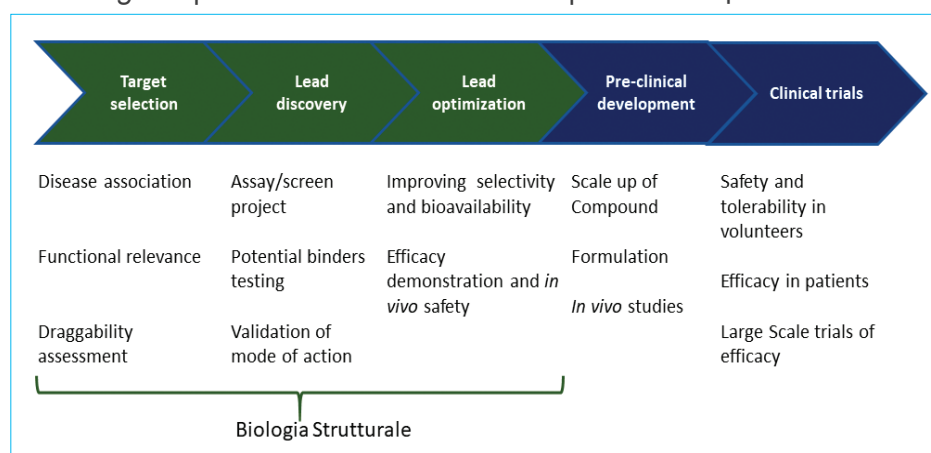 Target
selection
Lead
discovery
Lead
optimization
Pre-clinical
development
Clinical trials
Disease association
Functional relevance
Draggability
assessment
Assay/screen
project
Potential binders
testing
Validation of
mode of action
Improving selectivity
and bioavailability
Efficacy
demonstration and in
vivo safety
Scale up of
Compound
Formulation
In vivo studies
Safety and
tolerability in
volunteers
Efficacy in patients
Large Scale trials of
efficacy
Biologia Strutturale